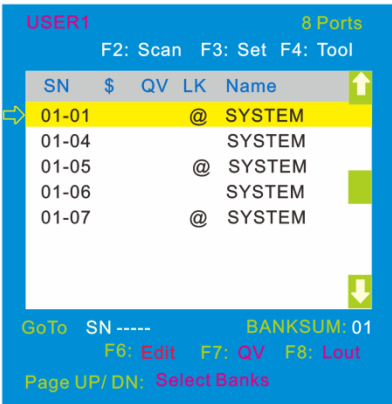 USER1 8 Ports
F2: Scan F3: Set F4: Tool
SN $ QV LK Name
01-01 @ SYSTEM
01-04 SYSTEM
01-05 @ SYSTEM
01-06 SYSTEM
01-07 @ SYSTEM
GoTo SN ----- BANKSUM: 01
F6: Edit F7: QV F8: Lout
Page UP/ DN: Select Banks